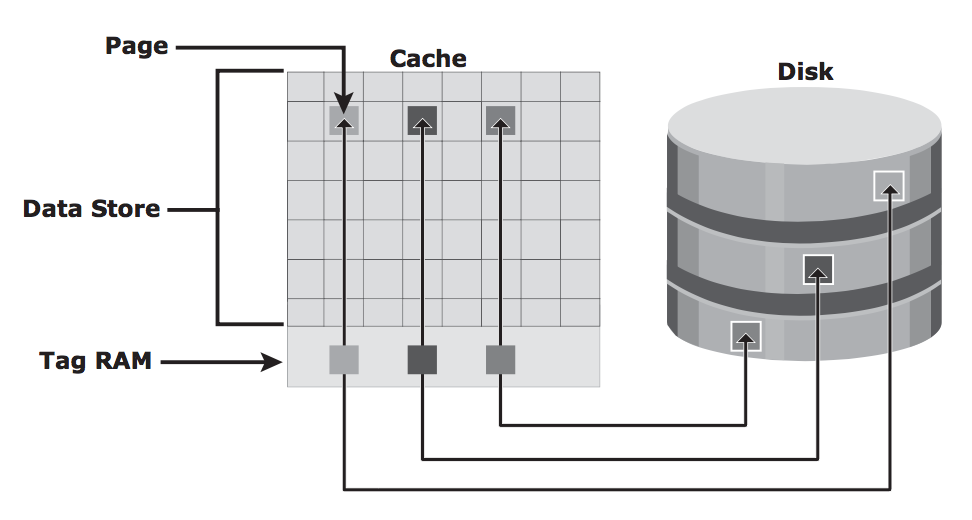 Page
Cache
Disk
Data Store
Tag RAM